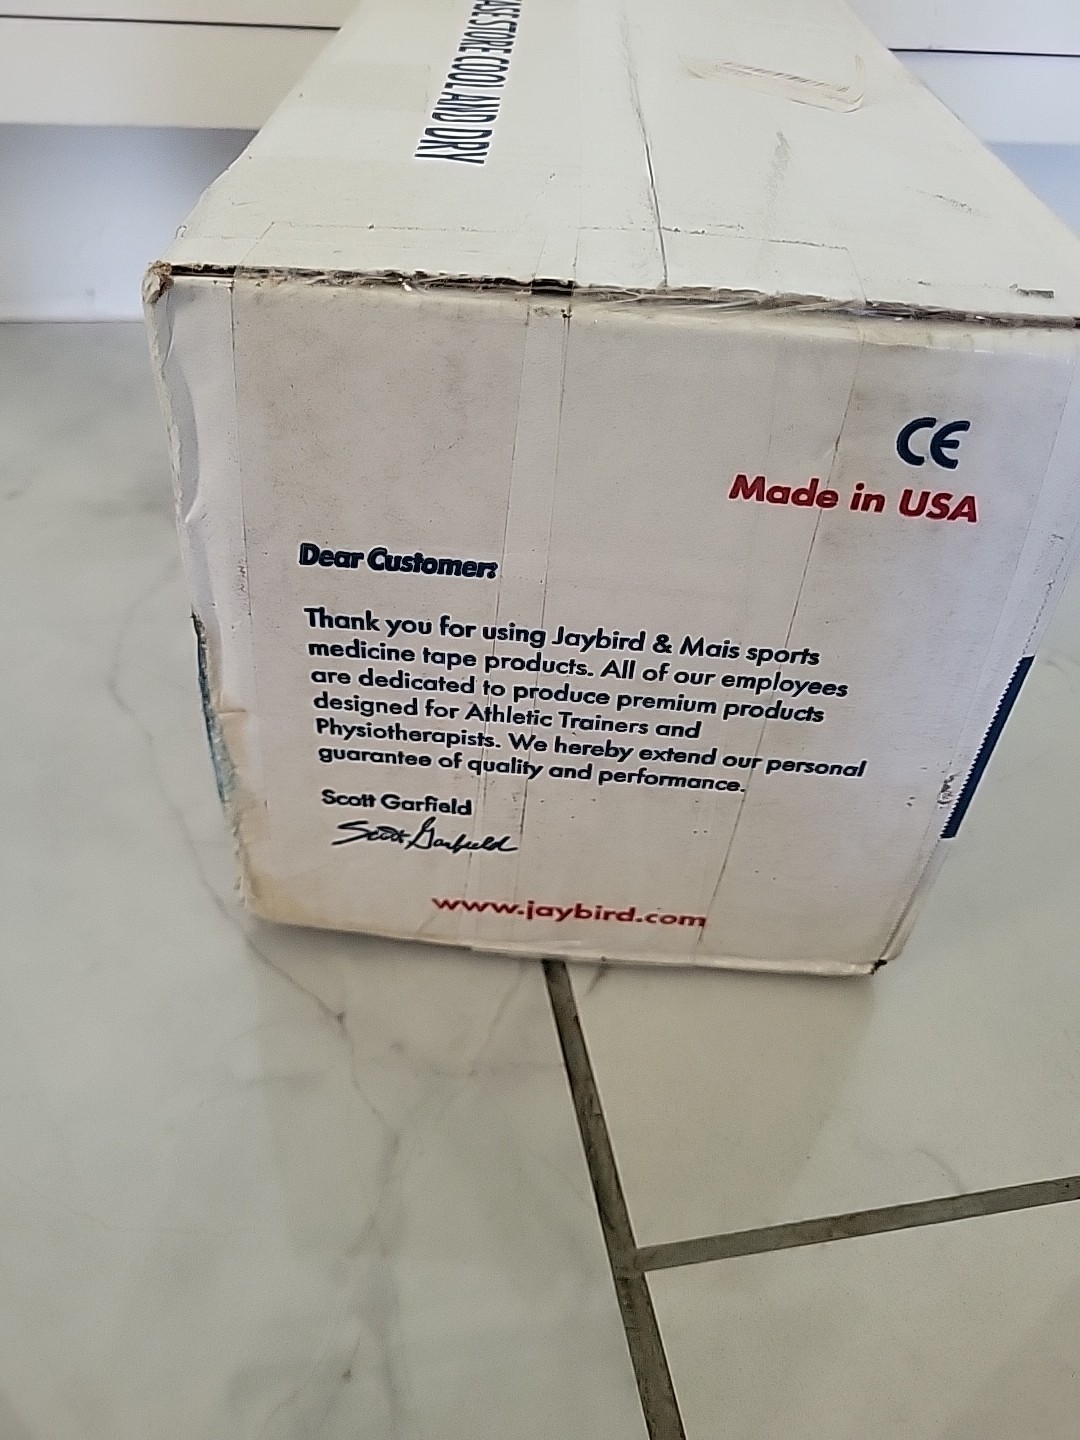 STORE COOL AND DRY
CE
Made in USA
Dear Customer:
Thank you for using Jaybird & Mais sports
medicine tape products. All of our employees
are dedicated to produce premium products
designed for Athletic Trainers and
Physiotherapists. We hereby extend our personal
guarantee of quality and performance.
Scott Garfield
Scott Garfield
www.jaybird.com